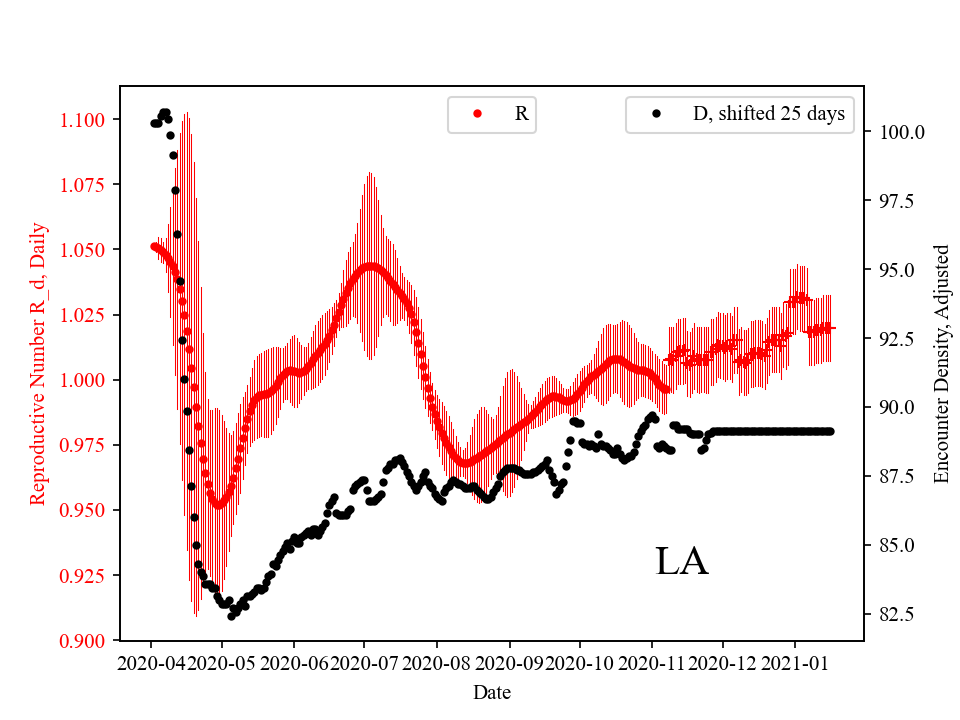 R
D, shifted 25 days
Reproductive Number R_d, Daily
1.100
1.075
1.050
1.025
1.000
0.975
0.950
0.925
0.900
100.0
97.5
95.0
92.5
90.0
87.5
85.0
82.5
Encounter Density, Adjusted
LA
2020-04 2020-05 2020-06 2020-07 2020-08 2020-09 2020-10 2020-11 2020-12 2021-01
Date